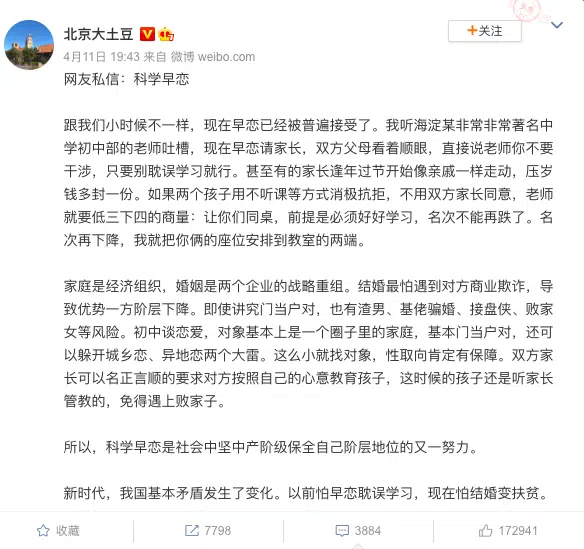 北京大土豆
+关注
4月11日 19:43 来自 微博 weibo.com
网友私信：科学早恋
跟我们小时候不一样，现在早恋已经被普遍接受了。我听海淀某非常非常著名中
学初中部的老师吐槽，现在早恋请家长，双方父母看着顺眼，直接说老师你不要
干涉，只要别耽误学习就行。甚至有的家长逢年过节开始像亲戚一样走动，压岁
钱多封一份。如果两个孩子用不听课等方式消极抗拒，不用双方家长同意，老师
就要低三下四的商量：让你们同桌，前提是必须好好学习，名次不能再跌了。名
次再下降，我就把你俩的座位安排到教室的两端。
家庭是经济组织，婚姻是两个企业的战略重组。结婚最怕遇到对方商业欺诈，导
致优势一方阶层下降。即使讲究门当户对，也有渣男、基佬骗婚、接盘侠、败家
女等风险。初中谈恋爱，对象基本上是一个圈子里的家庭，基本门当户对，还可
以躲开城乡恋、异地恋两个大雷。这么小就找对象，性取向肯定有保障。双方家
长可以名正言顺的要求对方按照自己的心意教育孩子，这时候的孩子还是听家长
管教的，免得遇上败家子。
所以，科学早恋是社会中坚中产阶级保全自己阶层地位的又一努力。
新时代，我国基本矛盾发生了变化。以前怕早恋耽误学习，现在怕结婚变扶贫。
收藏
7798
3884
172941